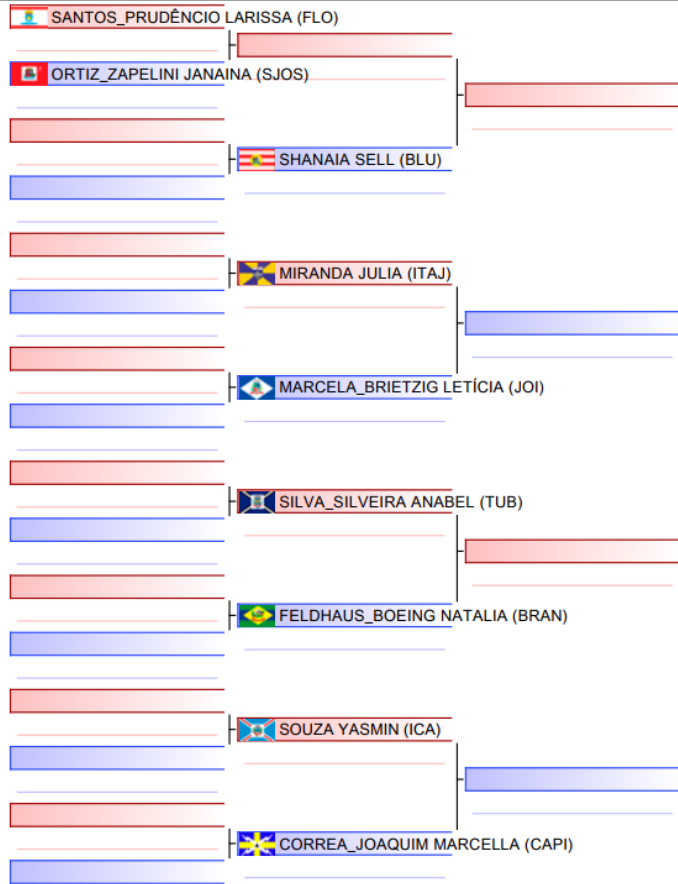 SANTOS_PRUDÊNCIO LARISSA (FLO)
ORTIZ_ZAPELINI JANAINA (SJOS)
SHANAIA SELL (BLU)
MIRANDA JULIA (ITAJ)
MARCELA_BRIETZIG LETÍCIA (JOI)
SILVA_SILVEIRA ANABEL (TUB)
FELDHAUS_BOEING NATALIA (BRAN)
SOUZA YASMIN (ICA)
CORREA_JOAQUIM MARCELLA (CAPI)